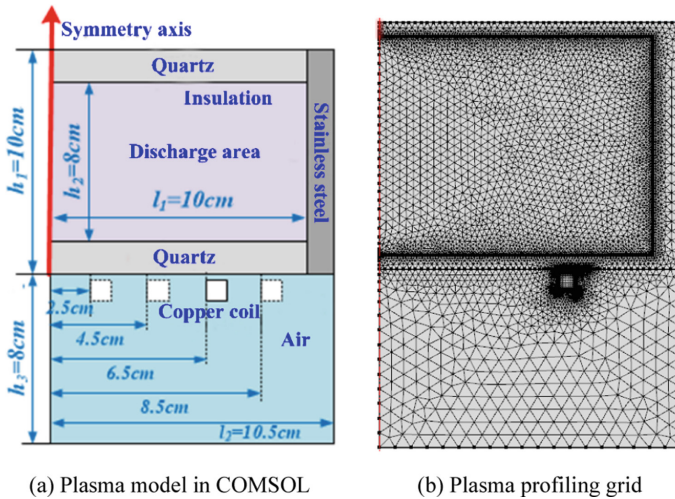 Symmetry axis
Quartz
Insulation
Discharge area
Stainless steel
h₁=10cm
h₂=8cm
l₁=10cm
Quartz
2.5cm
Copper coil
4.5cm
Air
6.5cm
8.5cm
h₃=8cm
l₂=10.5cm
(a) Plasma model in COMSOL
(b) Plasma profiling grid